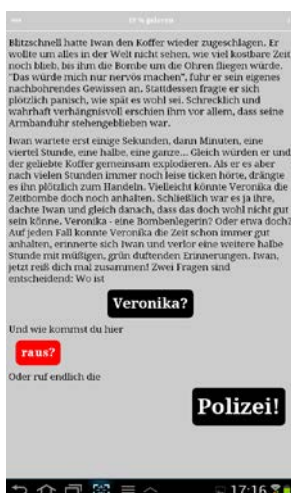 19 % gelesen
Blitzschnell hatte Iwan den Koffer wieder zugeschlagen. Er
wollte um alles in der Welt nicht sehen, wie viel kostbare Zeit
noch blieb, bis ihm die Bombe um die Ohren fliegen würde.
"Das würde mich nur nervös machen", fuhr er sein eigenes
nachbohrendes Gewissen an. Stattdessen fragte er sich
plötzlich panisch, wie spät es wohl sei. Schrecklich und
wahrhaft verhängnisvoll erschien ihm vor allem, dass seine
Armbanduhr stehengeblieben war.
Iwan wartete erst einige Sekunden, dann Minuten, eine
viertel Stunde, eine halbe, eine ganze... Gleich würden er und
der geliebte Koffer gemeinsam explodieren. Als er es aber
nach vielen Stunden immer noch leise ticken hörte, drängte
es ihn plötzlich zum Handeln. Vielleicht könnte Veronika die
Zeitbombe doch noch anhalten. Schließlich war es ja ihre,
dachte Iwan und gleich danach, dass das doch wohl nicht gut
sein könne. Veronika - eine Bombenlegerin? Oder etwa doch?
Auf jeden Fall konnte Veronika die Zeit schon immer gut
anhalten, erinnerte sich Iwan und verlor eine weitere halbe
Stunde mit müßigen, grün duftenden Erinnerungen. Iwan,
jetzt reiß dich mal zusammen! Zwei Fragen sind
entscheidend: Wo ist
Veronika?
Und wie kommst du hier
raus?
Oder ruf endlich die
Polizei!
17:16